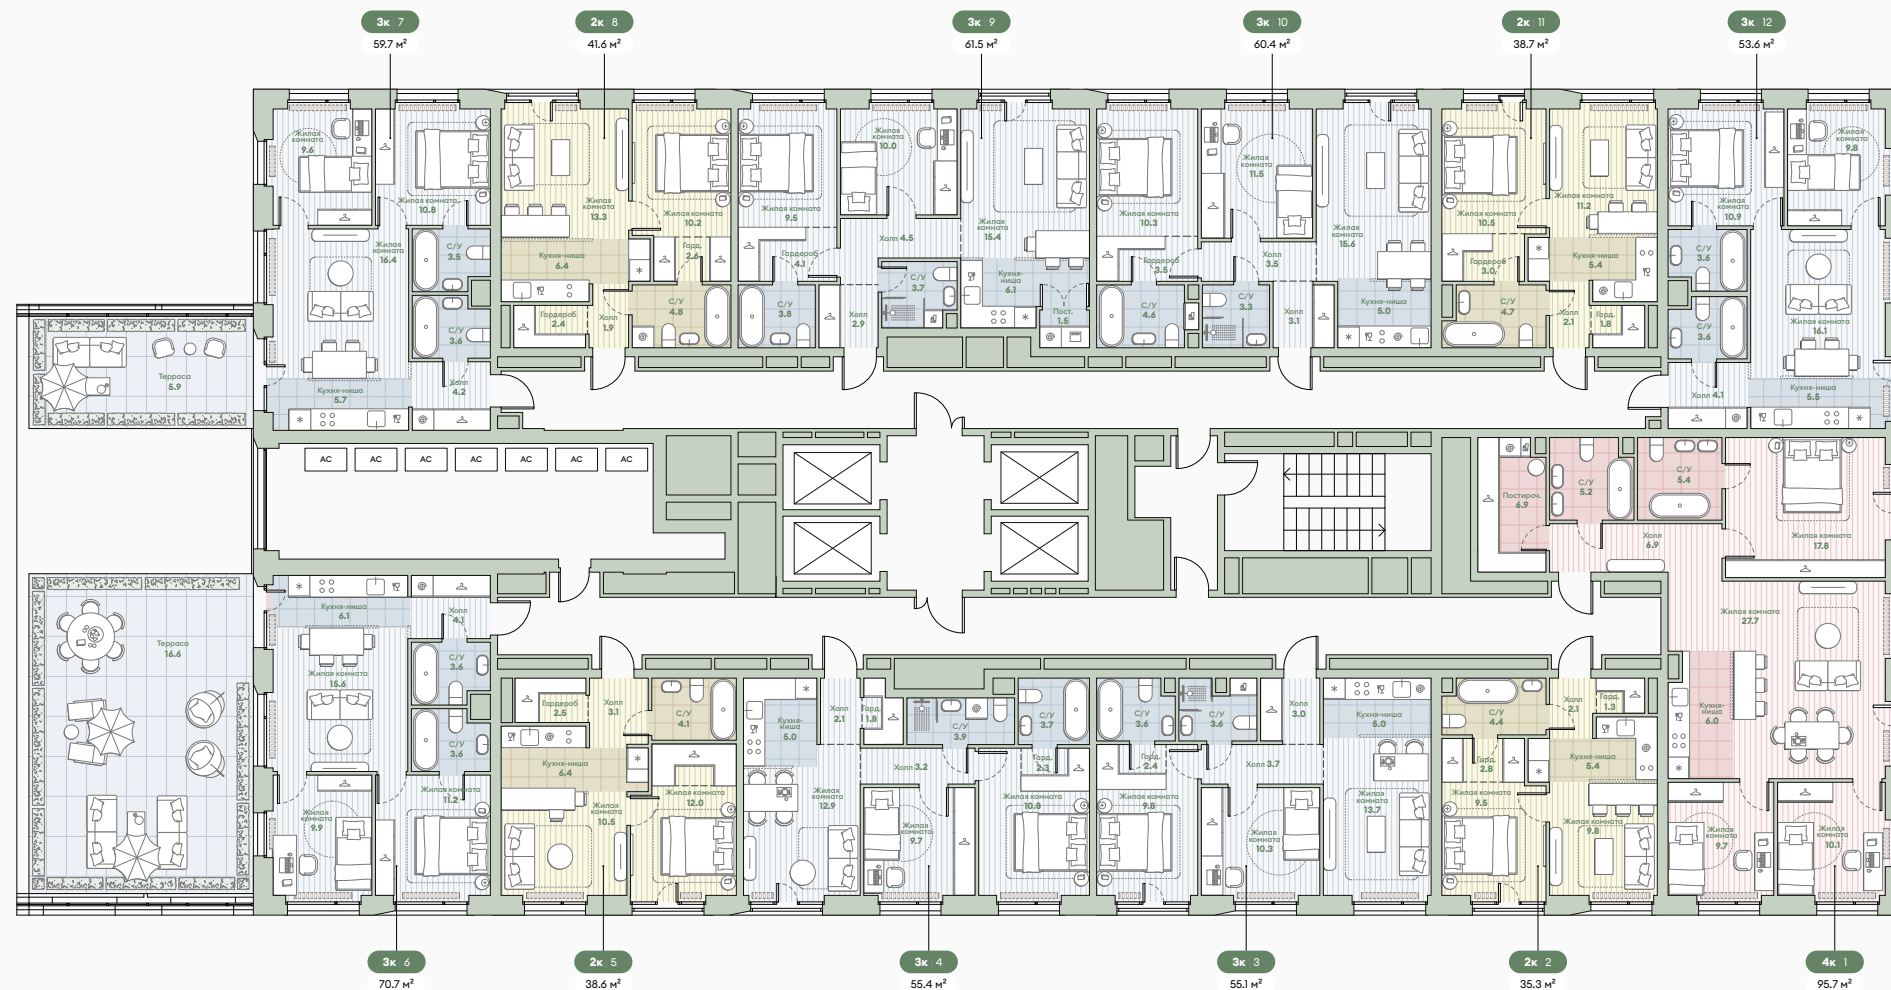 3к 7
59.7 м²
2к 8
41.6 м²
3к 9
61.5 м²
3к 10
60.4 м²
2к 11
38.7 м²
3к 12
53.6 м²
Жилая
комната
9.6
Жилая комната
10.8
Жилая
комната
16.4
С/У
3.5
С/У
3.6
Холл
4.2
Кухня-ниша
5.7
Терраса
5.9
Жилая
комната
13.3
Кухня-ниша
6.4
Гардероб
2.4
Холл
1.9
Жилая комната
10.2
Гард.
2.6
С/У
4.8
Жилая комната
9.5
Гардероб
4.1
С/У
3.8
Холл
2.9
Жилая
комната
10.0
Холл 4.5
С/У
3.7
Жилая
комната
15.4
Кухня-
ниша
6.1
Пост.
1.5
Жилая комната
10.3
Гардероб
3.5
С/У
4.6
Жилая
комната
11.5
Холл
3.5
С/У
3.3
Холл
3.1
Жилая
комната
15.6
Кухня-ниша
5.0
Жилая комната
10.5
Гардероб
3.0
С/У
4.7
Жилая комната
11.2
Кухня-ниша
5.4
Холл
2.1
Гард.
1.8
Жилая
комната
10.9
С/У
3.6
С/У
3.6
Холл 4.1
Жилая
комната
9.8
Жилая комната
16.1
Кухня-ниша
5.5
АС
АС
АС
АС
АС
АС
АС
Постироч.
6.9
С/У
5.2
С/У
5.4
Холл
6.9
Жилая комната
17.8
Жилая комната
27.7
Кухня-
ниша
6.0
Жилая
комната
9.7
Жилая
комната
10.1
Терраса
16.6
Кухня-ниша
6.1
Холл
4.1
С/У
3.6
Жилая комната
15.6
С/У
3.6
Жилая комната
11.2
Жилая
комната
9.9
Гардероб
2.5
Холл
3.1
С/У
4.1
Кухня-ниша
6.4
Жилая
комната
10.5
Жилая комната
12.0
Кухня-
ниша
5.0
Холл
2.1
Гард.
1.8
С/У
3.9
С/У
3.7
Холл 3.2
Гард.
2.3
Жилая
комната
12.9
Жилая
комната
9.7
Жилая комната
10.8
С/У
3.6
С/У
3.6
Холл
3.0
Кухня-ниша
5.0
Гард.
2.4
Холл 3.7
Жилая комната
9.8
Жилая
комната
10.3
Жилая
комната
13.7
С/У
4.4
Холл
2.1
Гард.
1.3
Гард.
2.8
Кухня-ниша
5.4
Жилая комната
9.5
Жилая комната
9.8
3к 6
70.7 м²
2к 5
38.6 м²
3к 4
55.4 м²
3к 3
55.1 м²
2к 2
35.3 м²
4к 1
95.7 м²